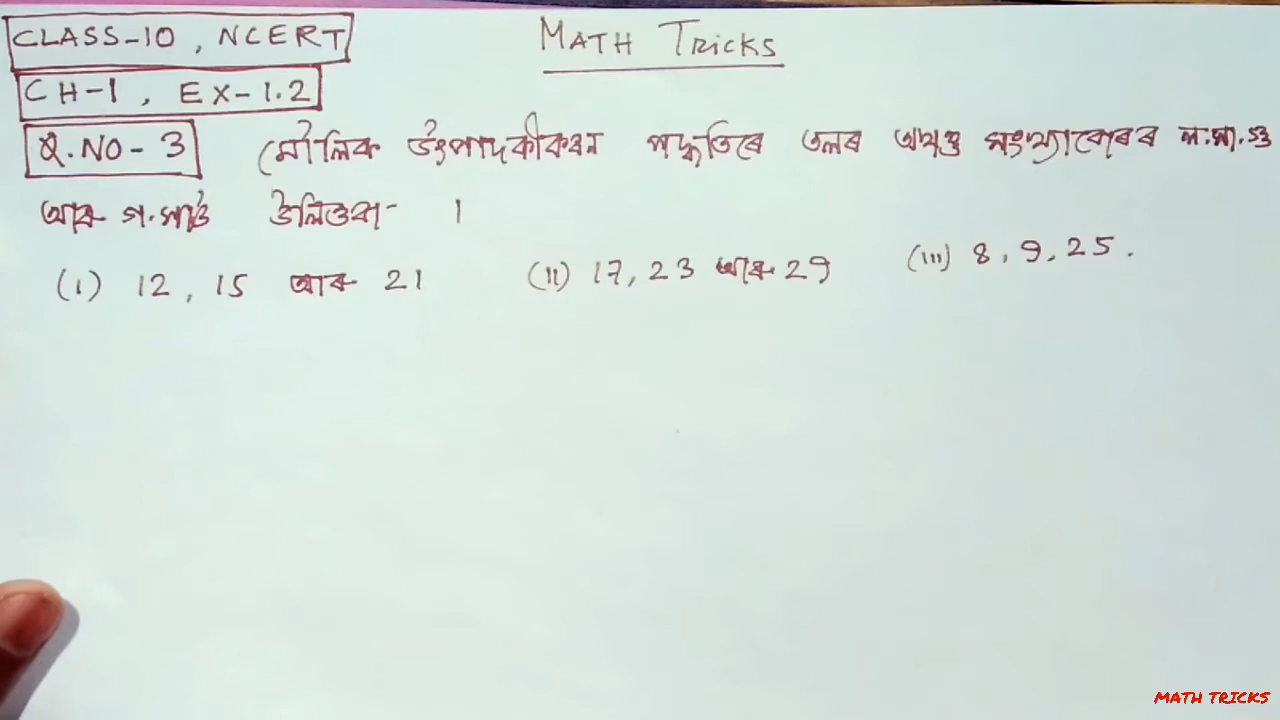 CLASS-10, NCERT
MATH TRICKS
CH-1, EX-1.2
Q.NO-3 মৌলিক উৎপাদকীকৰন পদ্ধতিৰে তলৰ অখণ্ড সংখ্যাবোৰৰ ল.সা.গু
আৰু গ.সা.উ উলিওৱা- ।
(i) 12, 15 আৰু 21 (ii) 17, 23 আৰু 29 (iii) 8, 9, 25.
MATH TRICKS